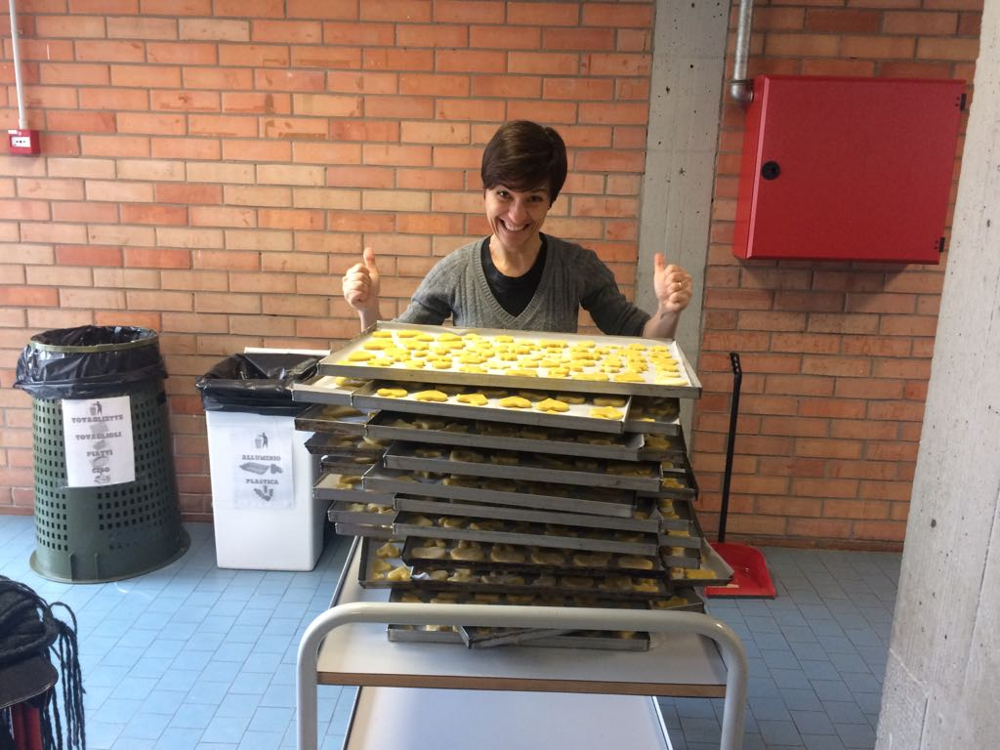 TOVAGLIETTE
TOVAGLIOLI
PIATTI
CIBO
ALLUMINIO
PLASTICA